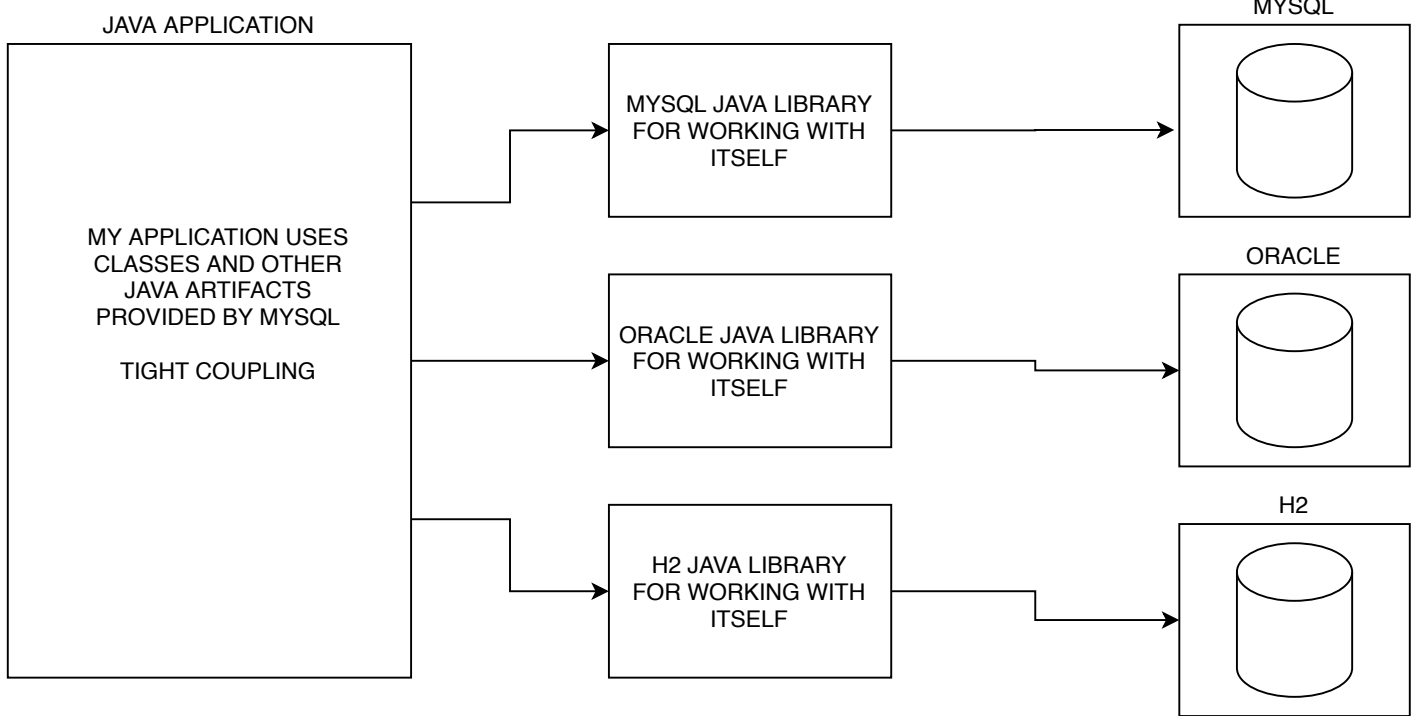 JAVA APPLICATION
MY APPLICATION USES
CLASSES AND OTHER
JAVA ARTIFACTS
PROVIDED BY MYSQL
TIGHT COUPLING
MYSQL JAVA LIBRARY
FOR WORKING WITH
ITSELF
ORACLE JAVA LIBRARY
FOR WORKING WITH
ITSELF
H2 JAVA LIBRARY
FOR WORKING WITH
ITSELF
MYSQL
ORACLE
H2